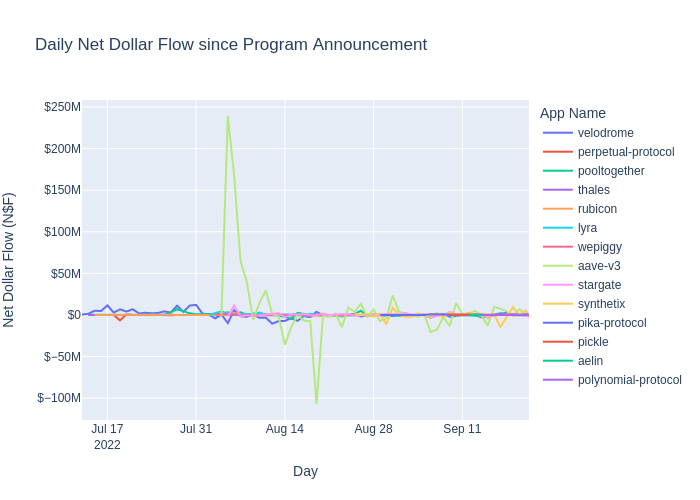 Daily Net Dollar Flow since Program Announcement
Net Dollar Flow (N$F)
$250M
$200M
$150M
$100M
$50M
$0
$−50M
$−100M
Jul 17
2022
Jul 31
Aug 14
Aug 28
Sep 11
Day
App Name
velodrome
perpetual-protocol
pooltogether
thales
rubicon
lyra
wepiggy
aave-v3
stargate
synthetix
pika-protocol
pickle
aelin
polynomial-protocol